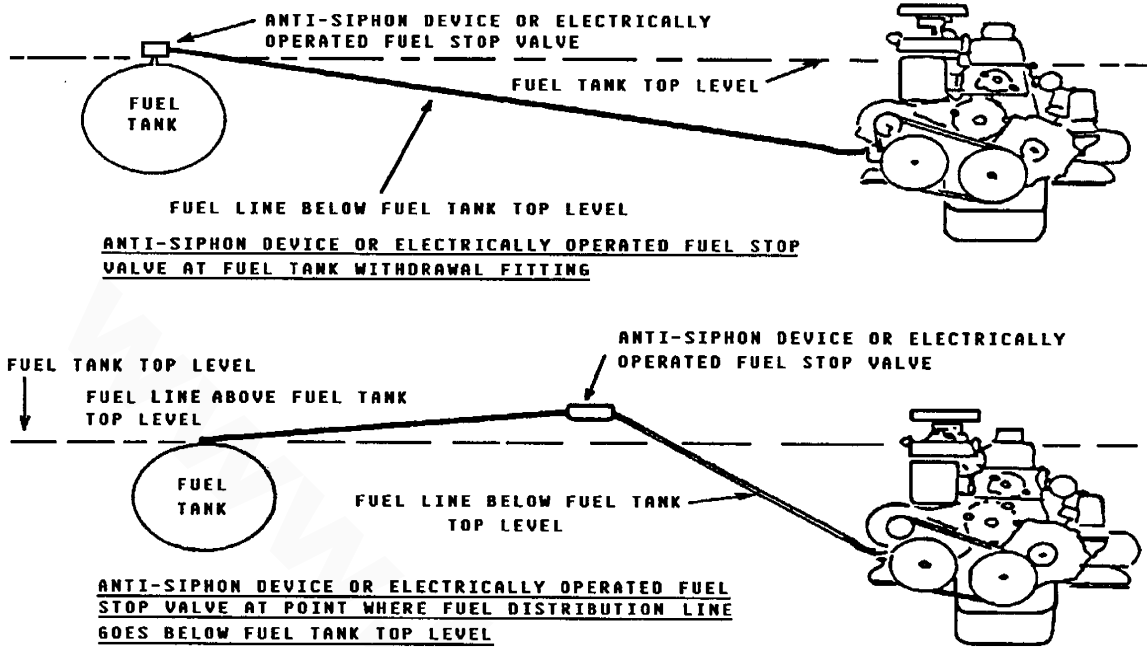 ANTI-SIPHON DEVICE OR ELECTRICALLY
OPERATED FUEL STOP VALVE
FUEL TANK TOP LEVEL
FUEL
TANK
FUEL LINE BELOW FUEL TANK TOP LEVEL
ANTI-SIPHON DEVICE OR ELECTRICALLY OPERATED FUEL STOP
VALVE AT FUEL TANK WITHDRAWAL FITTING
ANTI-SIPHON DEVICE OR ELECTRICALLY
OPERATED FUEL STOP VALVE
FUEL TANK TOP LEVEL
FUEL LINE ABOVE FUEL TANK
TOP LEVEL
FUEL
TANK
FUEL LINE BELOW FUEL TANK
TOP LEVEL
ANTI-SIPHON DEVICE OR ELECTRICALLY OPERATED FUEL
STOP VALVE AT POINT WHERE FUEL DISTRIBUTION LINE
GOES BELOW FUEL TANK TOP LEVEL